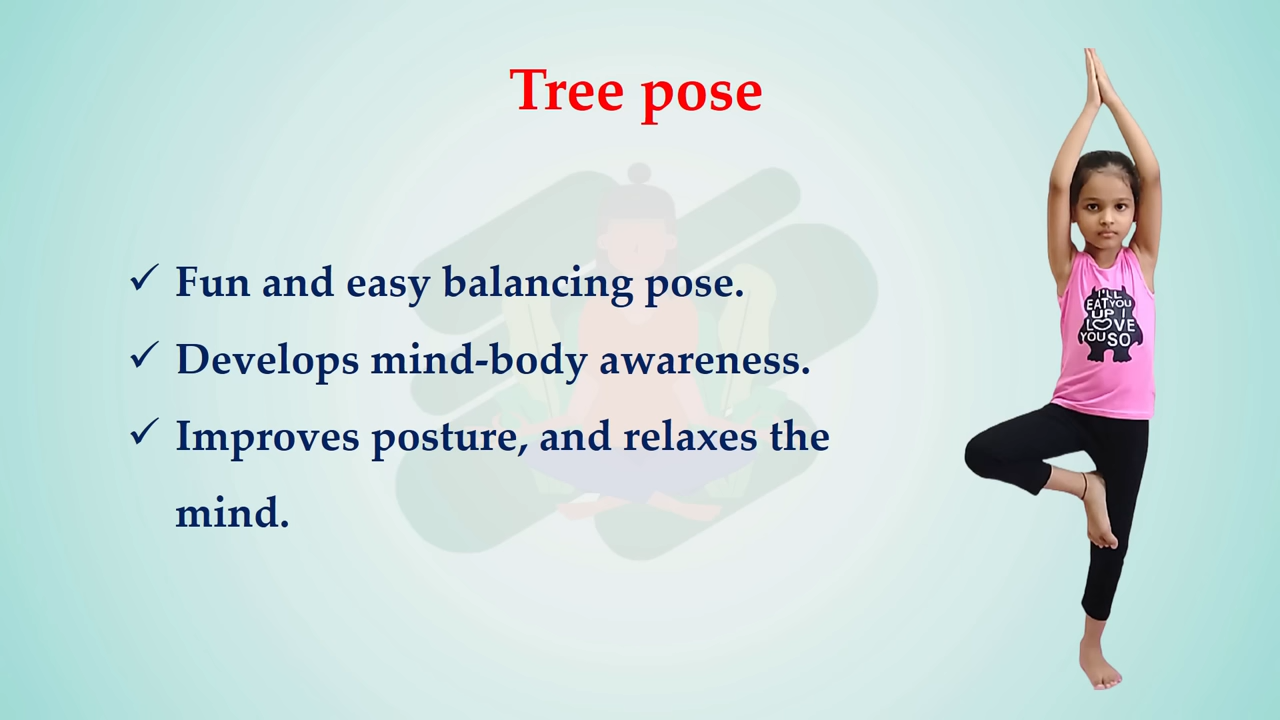 Tree pose
✓ Fun and easy balancing pose.
✓ Develops mind-body awareness.
✓ Improves posture, and relaxes the
mind.
I'LL
EAT YOU
UP I
LOVE
YOU SO